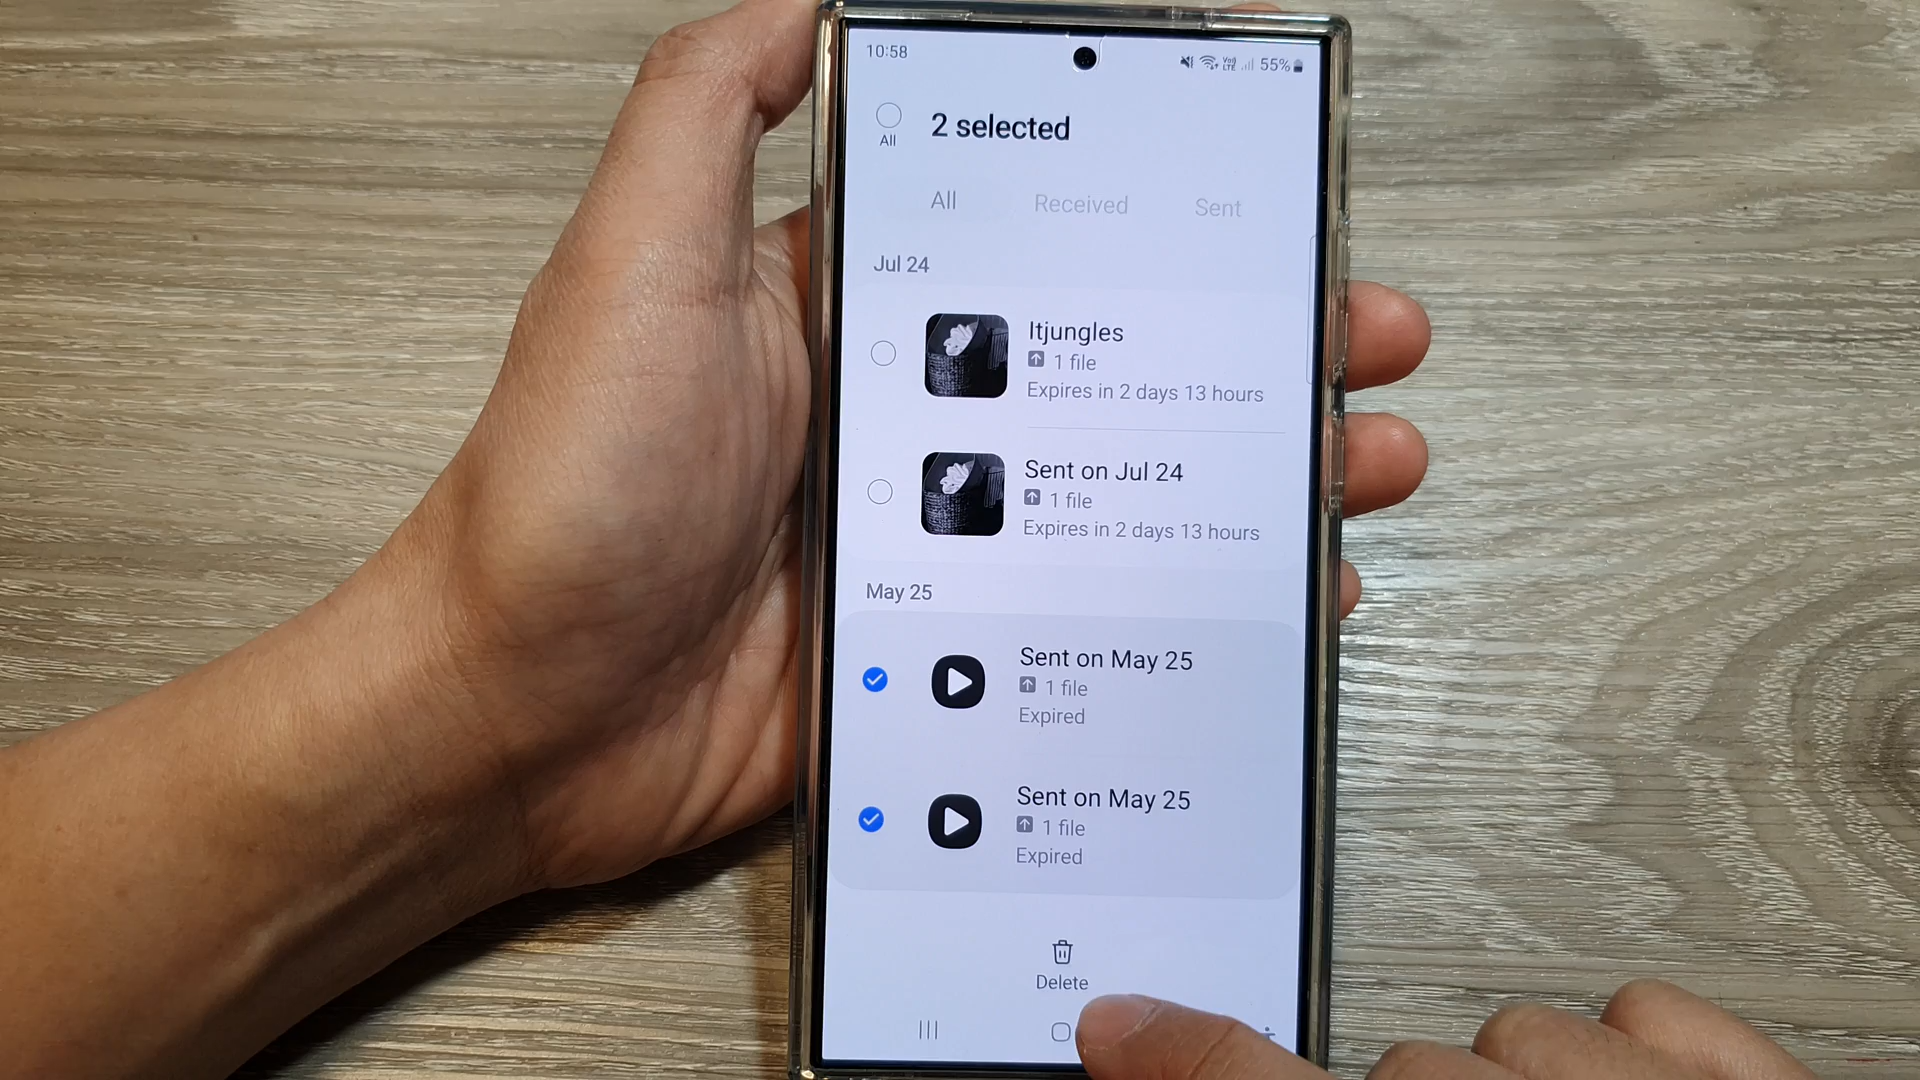 10:58
Vo)) LTE 55%
All
2 selected
All Received Sent
Jul 24
Itjungles
1 file
Expires in 2 days 13 hours
Sent on Jul 24
1 file
Expires in 2 days 13 hours
May 25
Sent on May 25
1 file
Expired
Sent on May 25
1 file
Expired
Delete